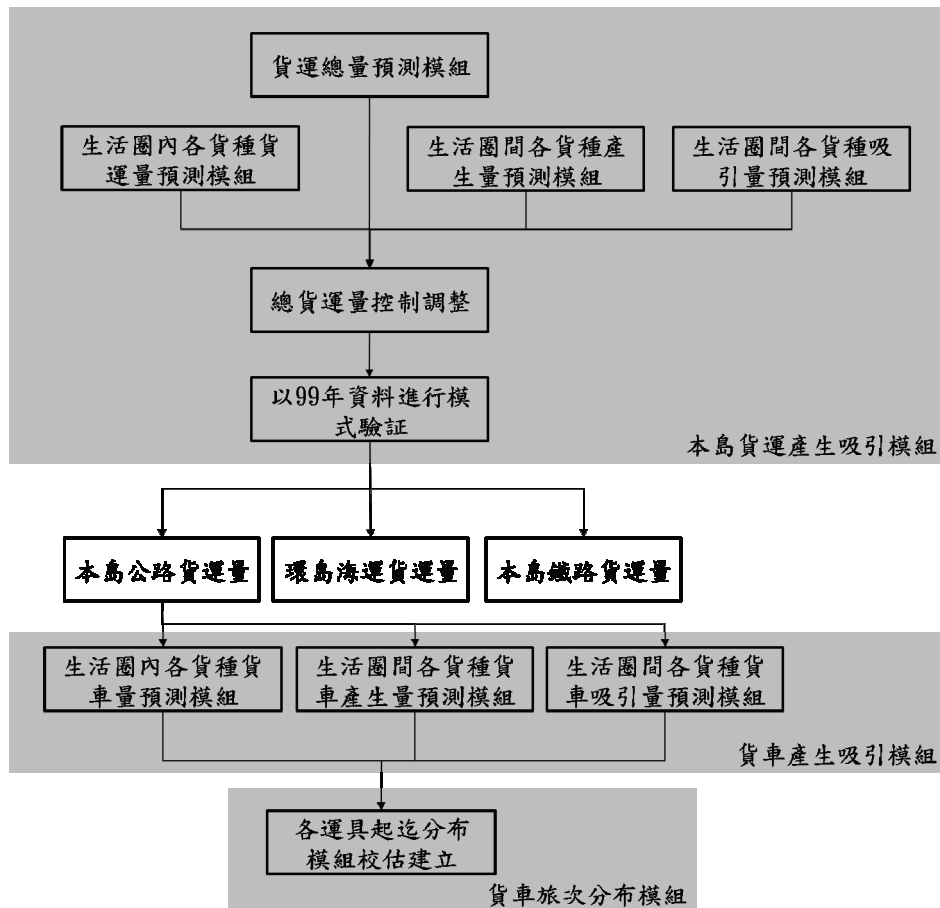 貨運總量預測模組
生活圈內各貨種貨
運量預測模組
生活圈間各貨種產
生量預測模組
生活圈間各貨種吸
引量預測模組
總貨運量控制調整
以99年資料進行模
式驗証
本島貨運產生吸引模組
本島公路貨運量
環島海運貨運量
本島鐵路貨運量
生活圈內各貨種貨
車量預測模組
生活圈間各貨種貨
車產生量預測模組
生活圈間各貨種貨
車吸引量預測模組
貨車產生吸引模組
各運具起迄分布
模組校估建立
貨車旅次分布模組